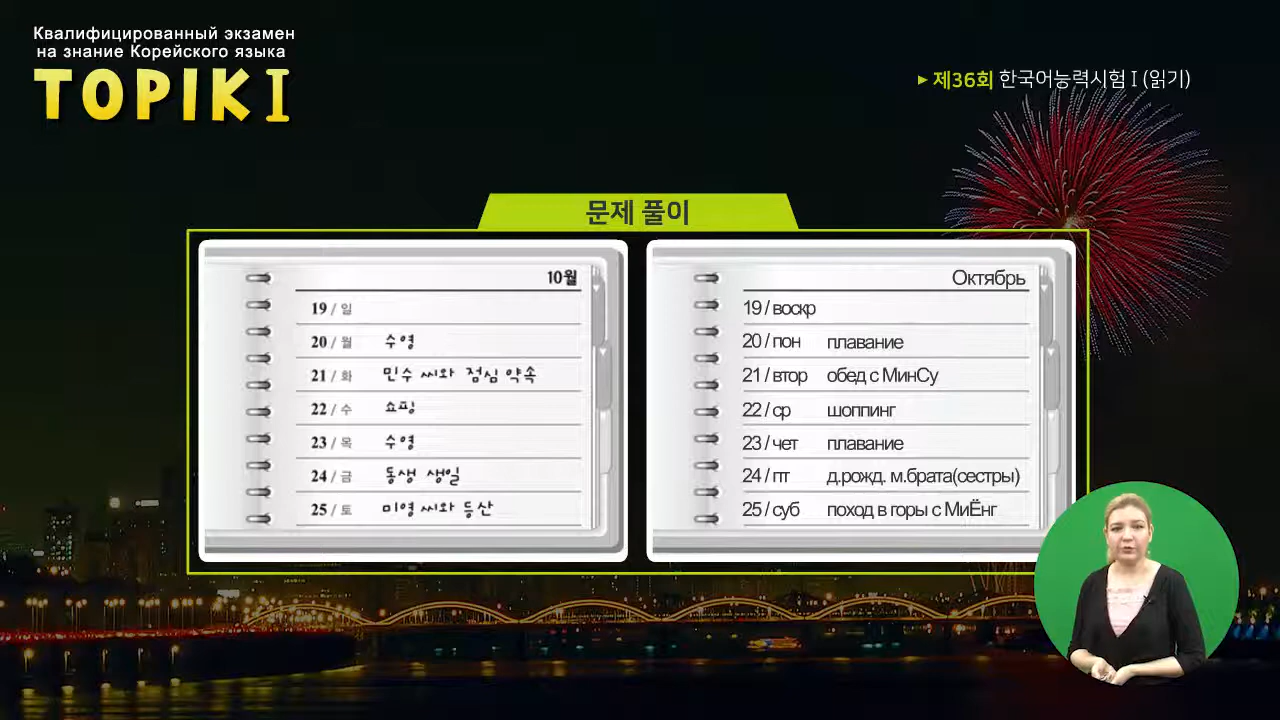 Квалифицированный экзамен
на знание Корейского языка
TOPIK I
▶ 제36회 한국어능력시험 I (읽기)
문제 풀이
10월
19 / 일
20 / 월 수영
21 / 화 민수 씨와 점심 약속
22 / 수 쇼핑
23 / 목 수영
24 / 금 동생 생일
25 / 토 미영 씨와 등산
Октябрь
19 / воскр
20 / пон плавание
21 / втор обед с МинСу
22 / ср шоппинг
23 / чет плавание
24 / пт д.рожд. м.брата(сестры)
25 / суб поход в горы с МиЁнг